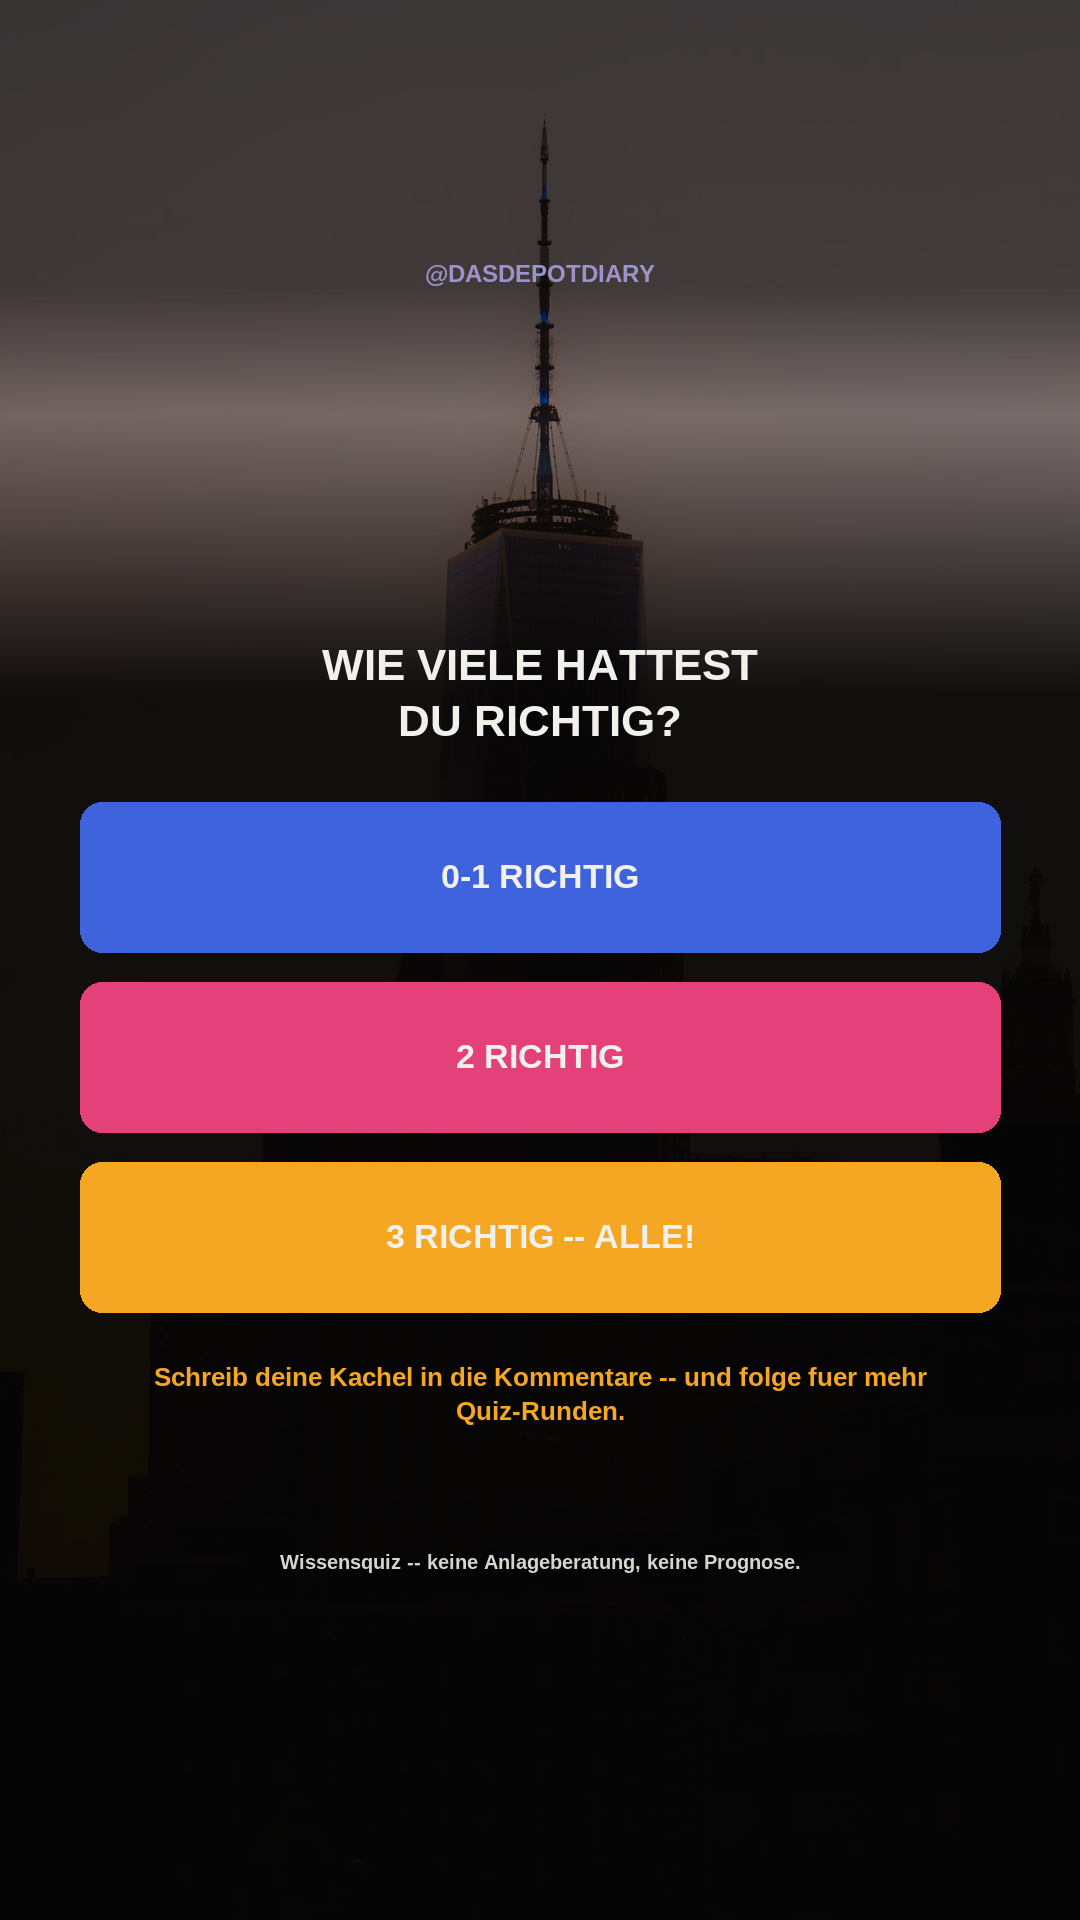 @DASDEPOTDIARY
WIE VIELE HATTEST
DU RICHTIG?
0-1 RICHTIG
2 RICHTIG
3 RICHTIG -- ALLE!
Schreib deine Kachel in die Kommentare -- und folge fuer mehr
Quiz-Runden.
Wissensquiz -- keine Anlageberatung, keine Prognose.